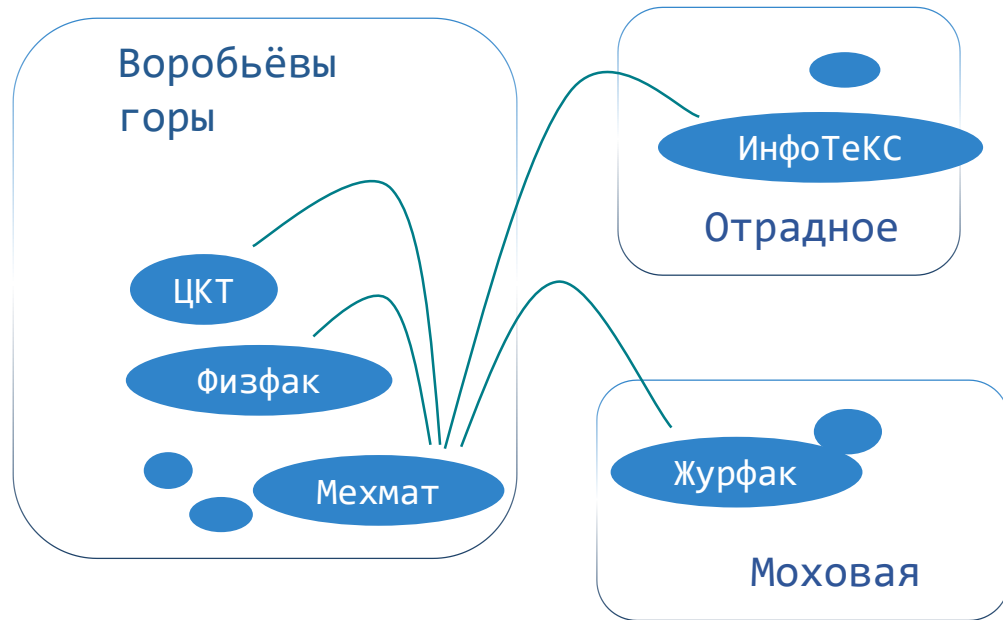 Воробьёвы
горы
ЦКТ
Физфак
Мехмат
ИнфоТеКС
Отрадное
Журфак
Моховая